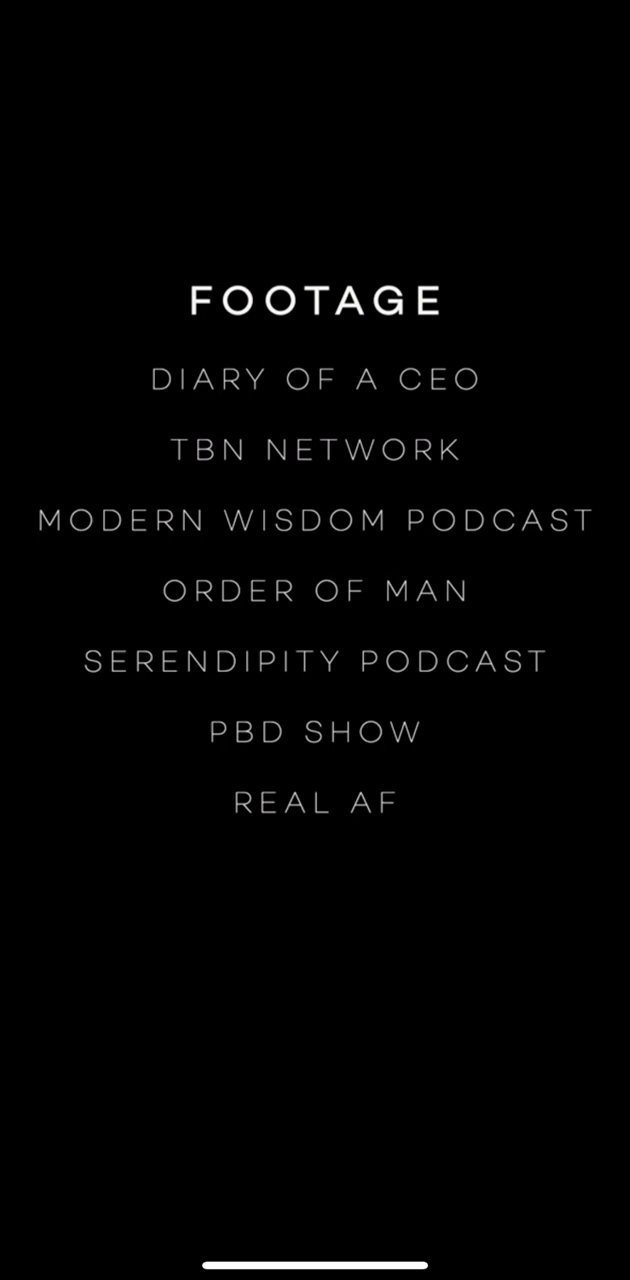 FOOTAGE
DIARY OF A CEO
TBN NETWORK
MODERN WISDOM PODCAST
ORDER OF MAN
SERENDIPITY PODCAST
PBD SHOW
REAL AF